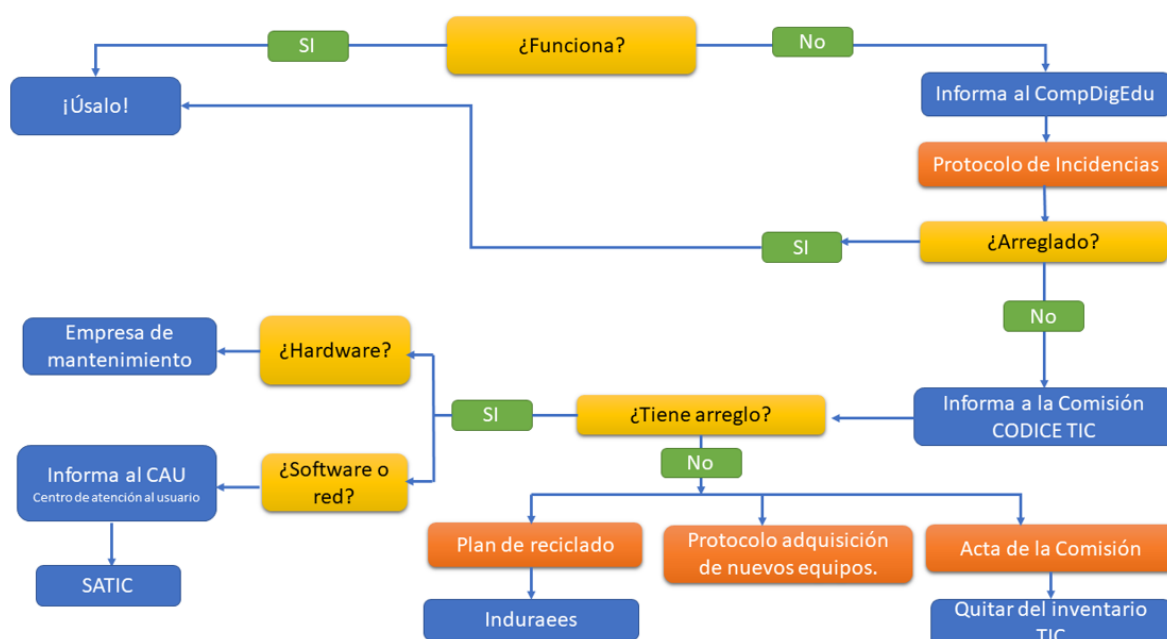 ¿Funciona?
SI
No
¡Úsalo!
Informa al CompDigEdu
Protocolo de Incidencias
¿Arreglado?
SI
No
Informa a la Comisión
CODICE TIC
¿Tiene arreglo?
SI
No
¿Hardware?
Empresa de
mantenimiento
¿Software o
red?
Informa al CAU
Centro de atención al usuario
SATIC
Plan de reciclado
Induraees
Protocolo adquisición
de nuevos equipos.
Acta de la Comisión
Quitar del inventario
TIC